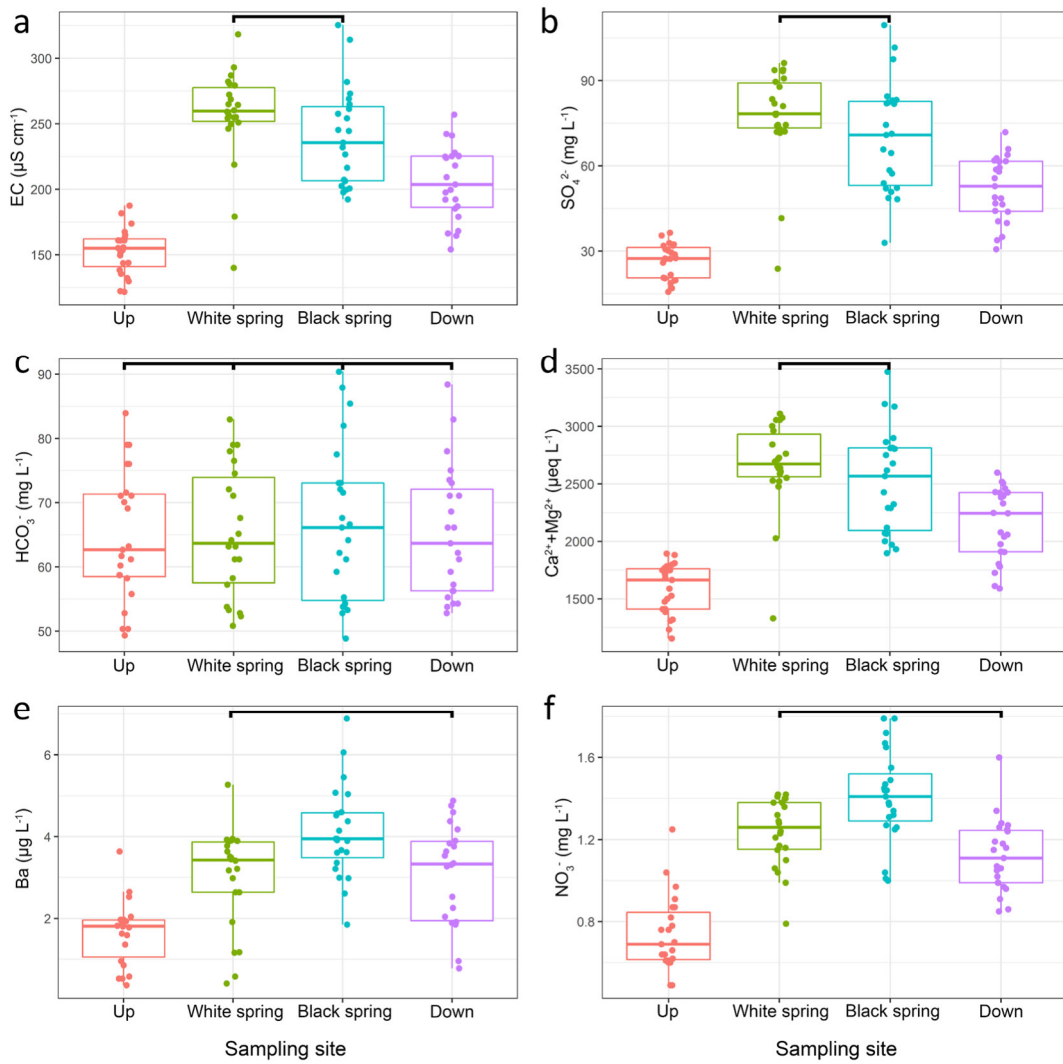 a
EC (µS cm⁻¹)
300
250
200
150
Up White spring Black spring Down
b
SO₄²⁻ (mg L⁻¹)
90
60
30
Up White spring Black spring Down
c
HCO₃⁻ (mg L⁻¹)
90
80
70
60
50
Up White spring Black spring Down
d
Ca²⁺+Mg²⁺ (µeq L⁻¹)
3500
3000
2500
2000
1500
Up White spring Black spring Down
e
Ba (µg L⁻¹)
6
4
2
Up White spring Black spring Down
Sampling site
f
NO₃⁻ (mg L⁻¹)
1.6
1.2
0.8
Up White spring Black spring Down
Sampling site